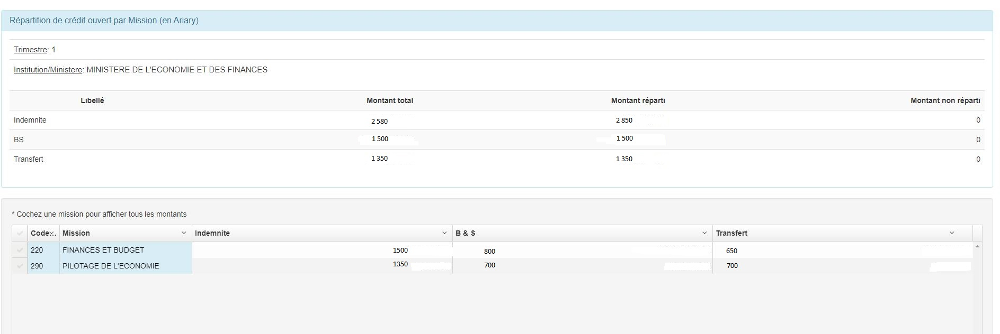 Répartition de crédit ouvert par Mission (en Ariary)
Trimestre: 1
Institution/Ministere: MINISTERE DE L'ECONOMIE ET DES FINANCES
Libellé Montant total Montant réparti Montant non réparti
Indemnite 2 580 2 850 0
BS 1 500 1 500 0
Transfert 1 350 1 350 0
* Cochez une mission pour afficher tous les montants
Code... Mission Indemnite B & S Transfert
220 FINANCES ET BUDGET 1500 800 650
290 PILOTAGE DE L'ECONOMIE 1350 700 700